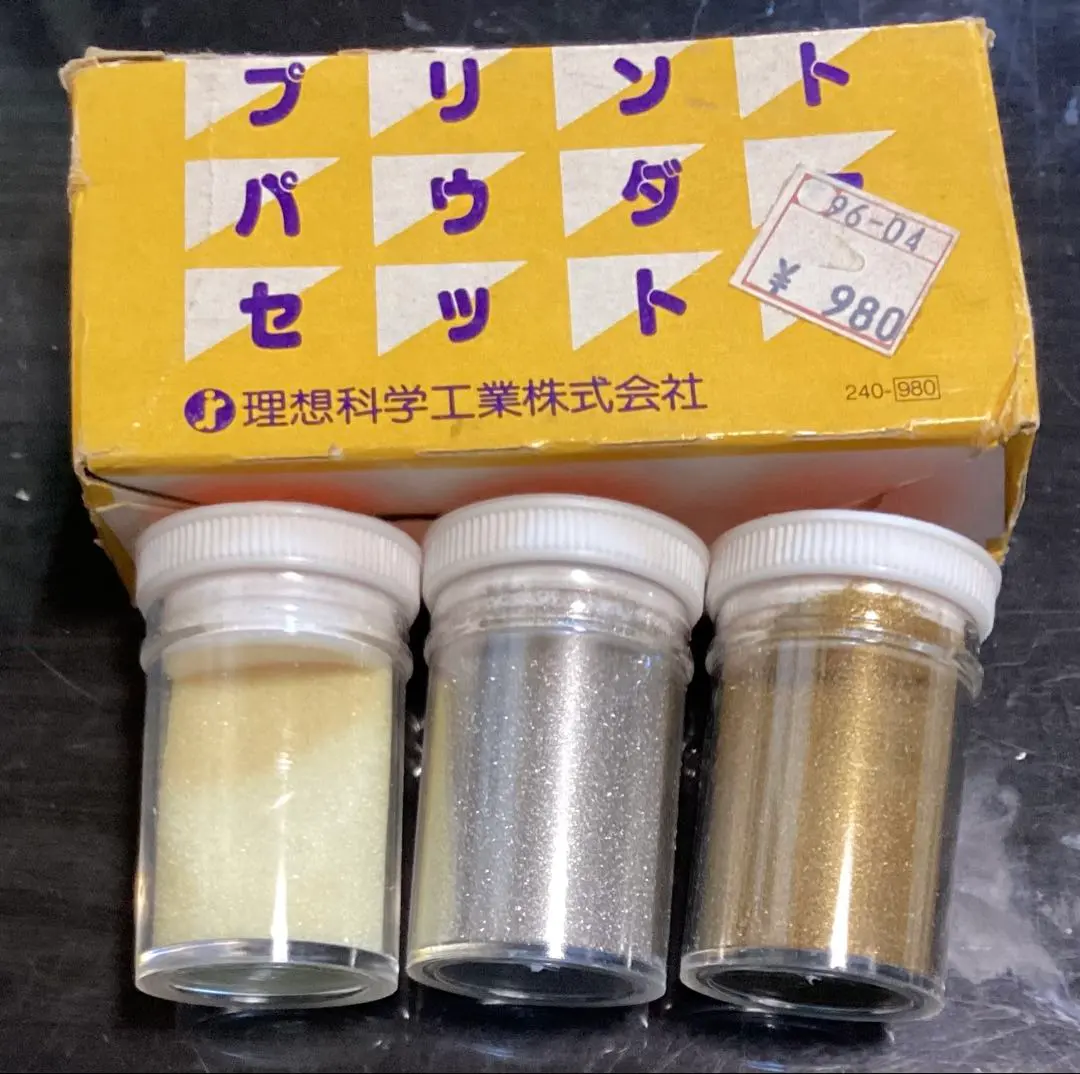 プリント
パウダー
セット
理想科学工業株式会社
240-980
96-04
¥ 980